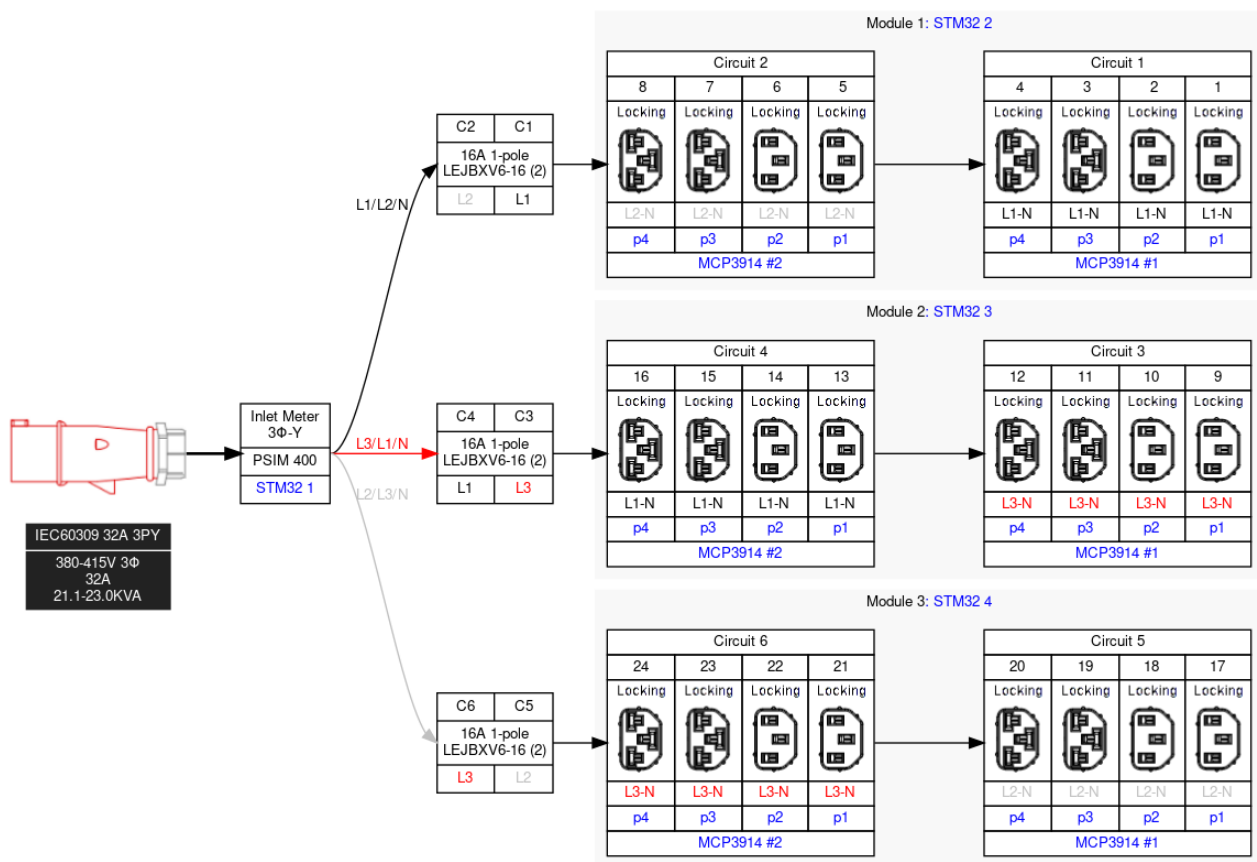 Module 1: STM32 2
Circuit 2
8 7 6 5
Locking Locking Locking Locking
L2-N L2-N L2-N L2-N
p4 p3 p2 p1
MCP3914 #2
Circuit 1
4 3 2 1
Locking Locking Locking Locking
L1-N L1-N L1-N L1-N
p4 p3 p2 p1
MCP3914 #1
C2 C1
16A 1-pole
LEJBXV6-16 (2)
L2 L1
L1/L2/N
Module 2: STM32 3
Circuit 4
16 15 14 13
Locking Locking Locking Locking
L1-N L1-N L1-N L1-N
p4 p3 p2 p1
MCP3914 #2
Circuit 3
12 11 10 9
Locking Locking Locking Locking
L3-N L3-N L3-N L3-N
p4 p3 p2 p1
MCP3914 #1
Inlet Meter
3Φ-Y
PSIM 400
STM32 1
L3/L1/N
C4 C3
16A 1-pole
LEJBXV6-16 (2)
L1 L3
L2/L3/N
IEC60309 32A 3PY
380-415V 3Φ
32A
21.1-23.0KVA
Module 3: STM32 4
Circuit 6
24 23 22 21
Locking Locking Locking Locking
L3-N L3-N L3-N L3-N
p4 p3 p2 p1
MCP3914 #2
Circuit 5
20 19 18 17
Locking Locking Locking Locking
L2-N L2-N L2-N L2-N
p4 p3 p2 p1
MCP3914 #1
C6 C5
16A 1-pole
LEJBXV6-16 (2)
L3 L2